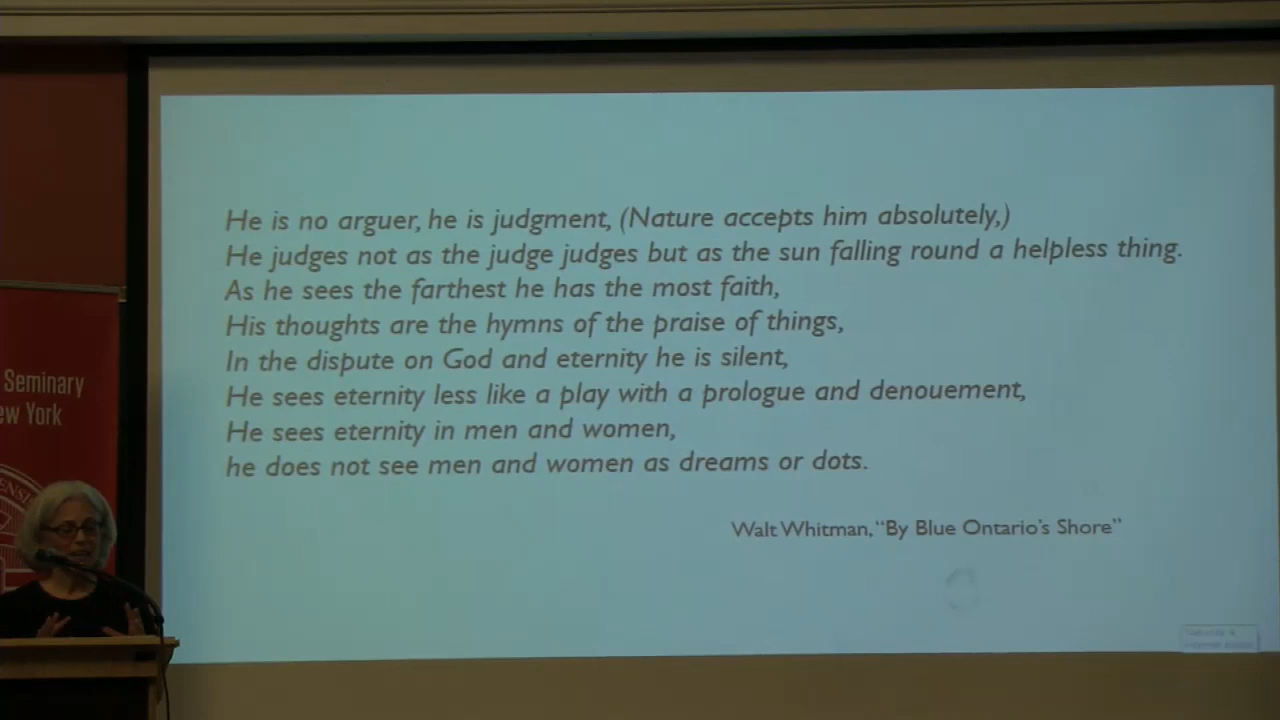 He is no arguer, he is judgment, (Nature accepts him absolutely,)
He judges not as the judge judges but as the sun falling round a helpless thing.
As he sees the farthest he has the most faith,
His thoughts are the hymns of the praise of things,
In the dispute on God and eternity he is silent,
He sees eternity less like a play with a prologue and denouement,
He sees eternity in men and women,
he does not see men and women as dreams or dots.
Walt Whitman, “By Blue Ontario's Shore”
Seminary
ew York